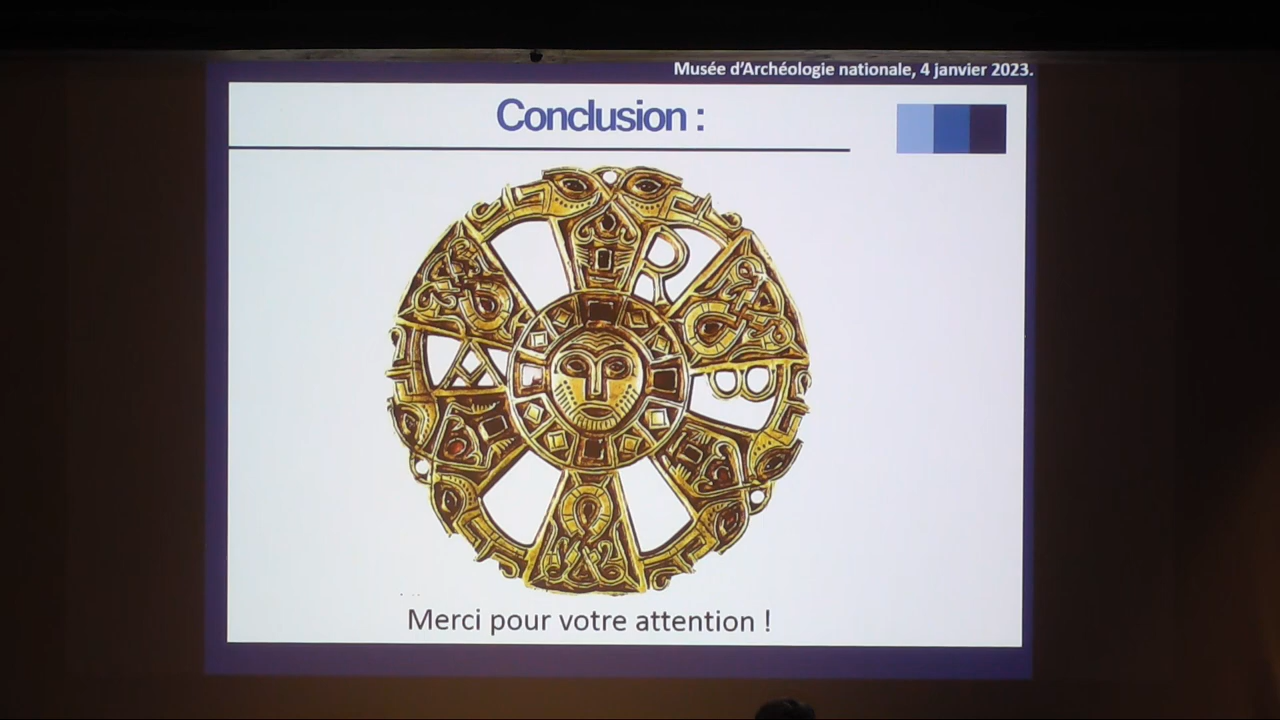 Musée d'Archéologie nationale, 4 janvier 2023.
Conclusion :
Merci pour votre attention !